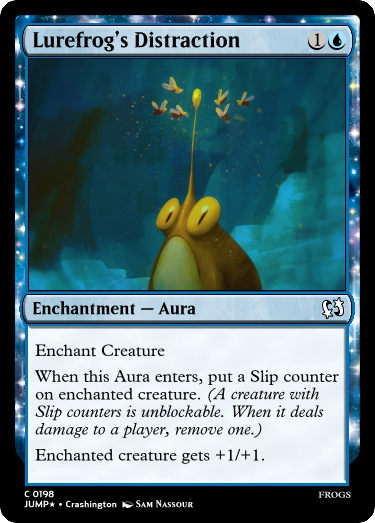 Lurefrog's Distraction 1
Enchantment — Aura
Enchant Creature
When this Aura enters, put a Slip counter
on enchanted creature. (A creature with
Slip counters is unblockable. When it deals
damage to a player, remove one.)
Enchanted creature gets +1/+1.
C 0198 FROGS
JUMP★ • Crashington Sam Nassour